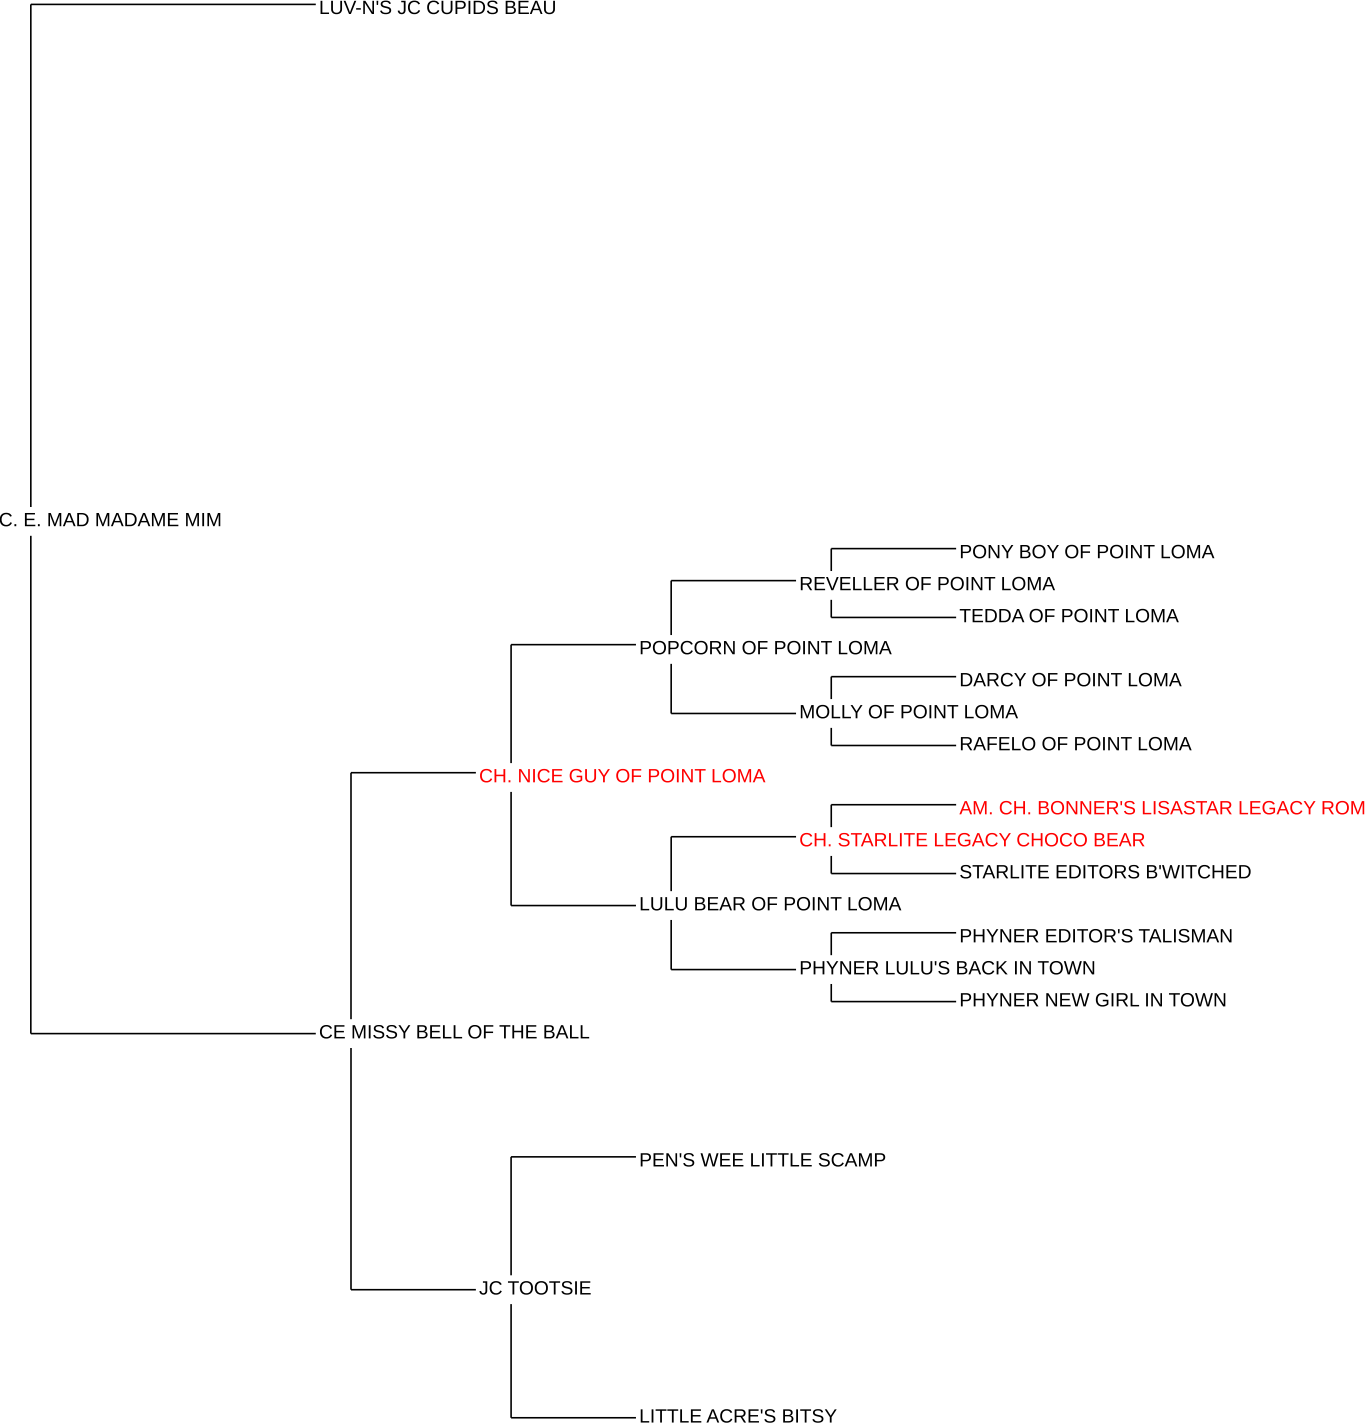 LUV-N'S JC CUPIDS BEAU
C. E. MAD MADAME MIM
PONY BOY OF POINT LOMA
REVELLER OF POINT LOMA
TEDDA OF POINT LOMA
POPCORN OF POINT LOMA
DARCY OF POINT LOMA
MOLLY OF POINT LOMA
RAFELO OF POINT LOMA
CH. NICE GUY OF POINT LOMA
AM. CH. BONNER'S LISASTAR LEGACY ROM
CH. STARLITE LEGACY CHOCO BEAR
STARLITE EDITORS B'WITCHED
LULU BEAR OF POINT LOMA
PHYNER EDITOR'S TALISMAN
PHYNER LULU'S BACK IN TOWN
PHYNER NEW GIRL IN TOWN
CE MISSY BELL OF THE BALL
PEN'S WEE LITTLE SCAMP
JC TOOTSIE
LITTLE ACRE'S BITSY